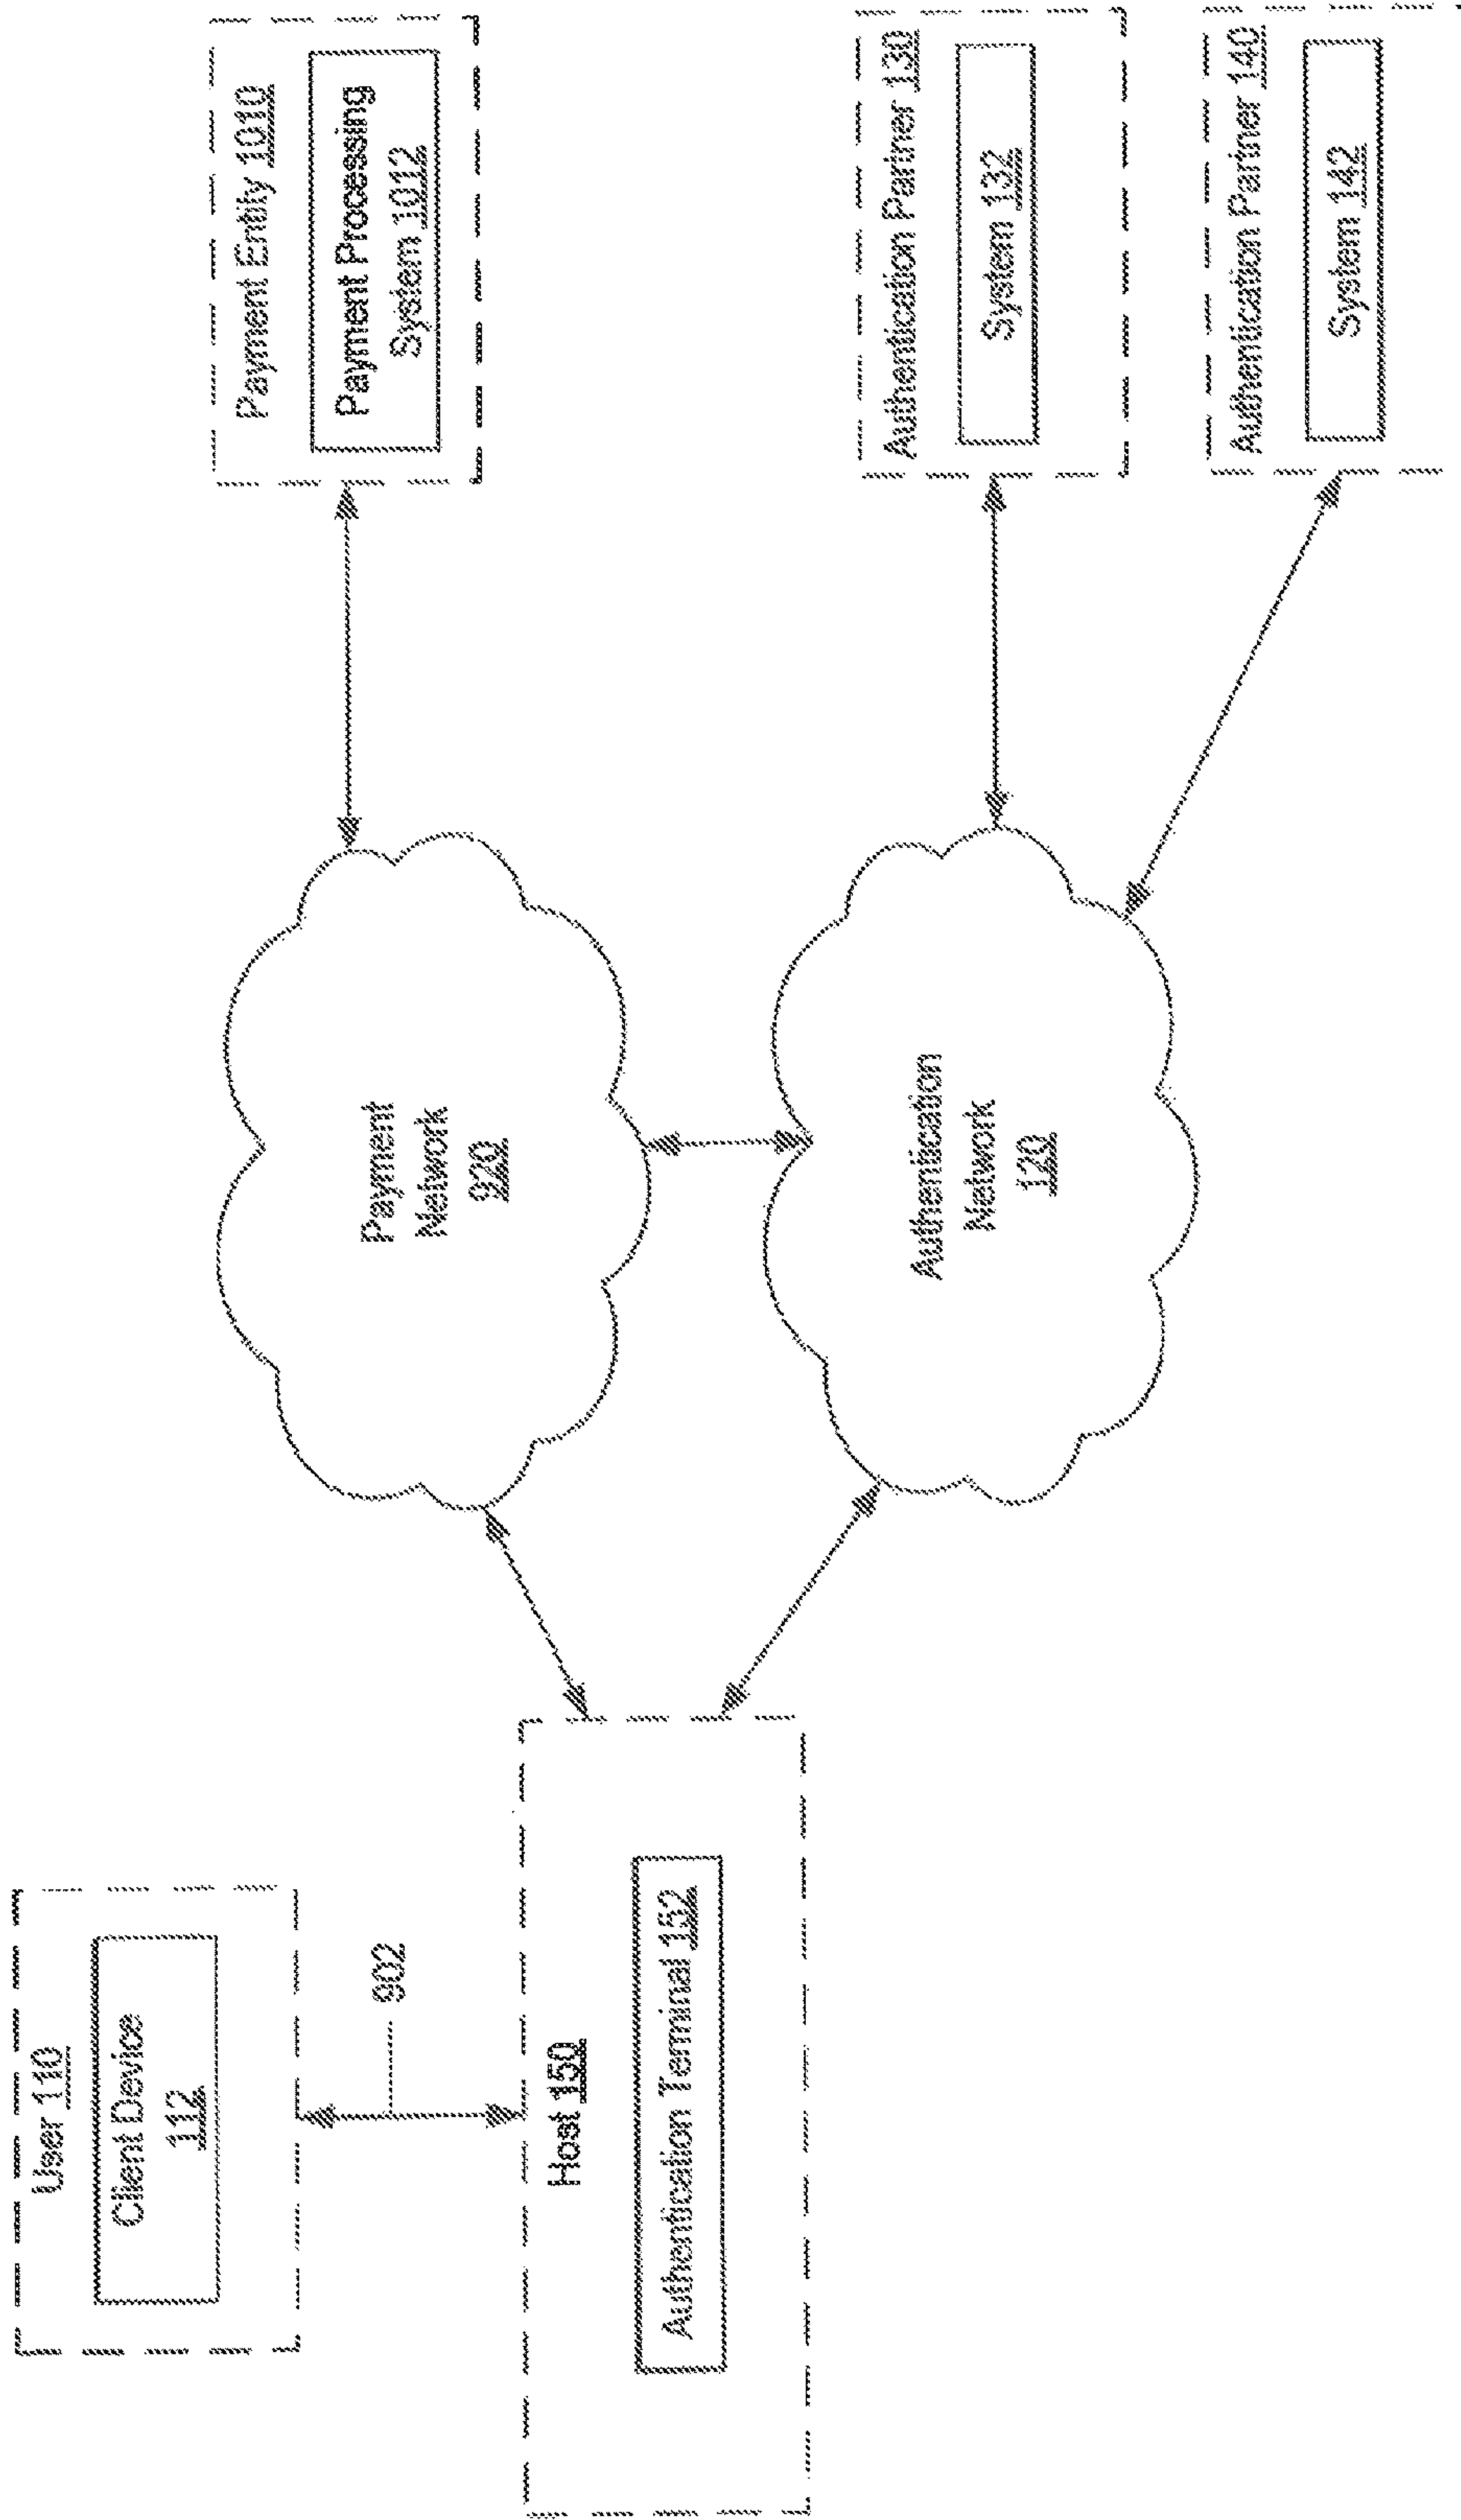 User 110
Client Device
112
902
Host 150
Authentication Terminal 152
Payment
Network
920
Authentication
Network
120
Payment Entity 1010
Payment Processing
System 1012
Authentication Partner 130
System 132
Authentication Partner 140
System 142